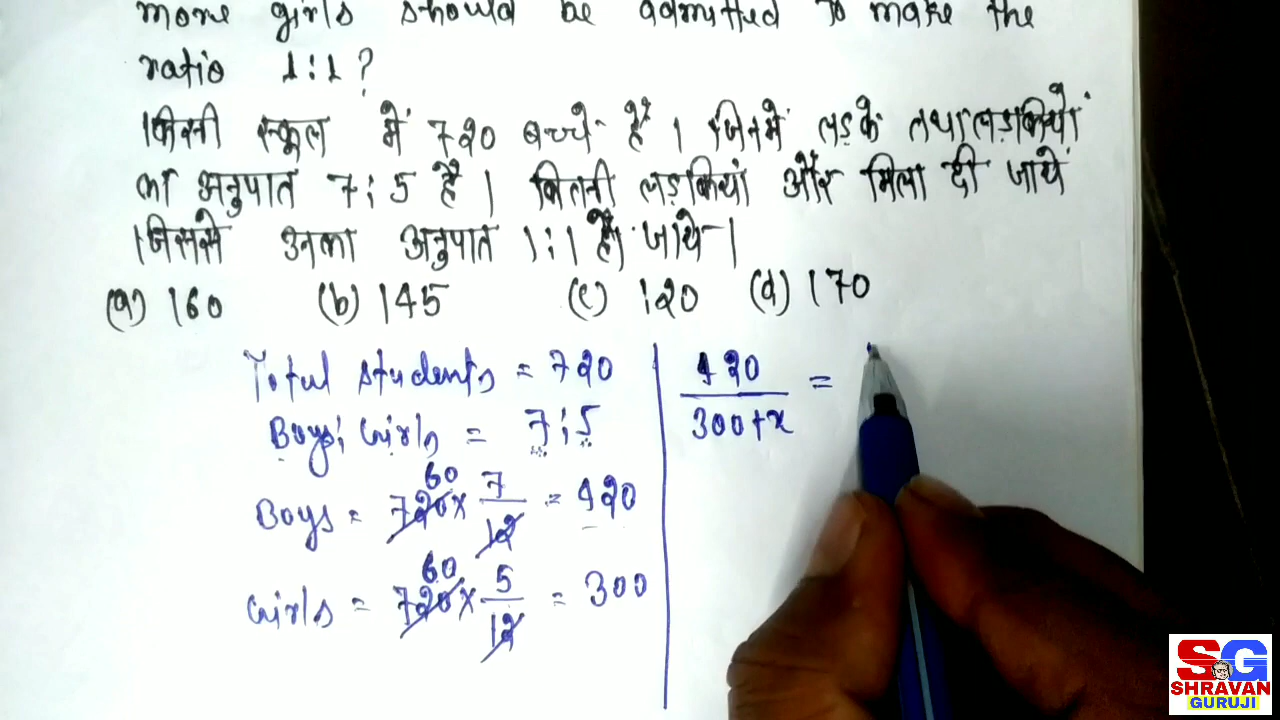 more girls should be admitted to make the
ratio 1:1?
किसी स्कूल में 720 बच्चे हैं। जिनमें लड़के तथा लड़कियों
का अनुपात 7:5 है। कितनी लड़कियां और मिला दी जाये
जिससे उनका अनुपात 1:1 हो जाये।
(a) 160 (b) 145 (c) 120 (d) 170
Total students = 720
Boys: Girls = 7:5
Boys = 720 × 7/12 = 420
60
Girls = 720 × 5/12 = 300
60
420/300+x =
SG
SHRAVAN
GURUJI